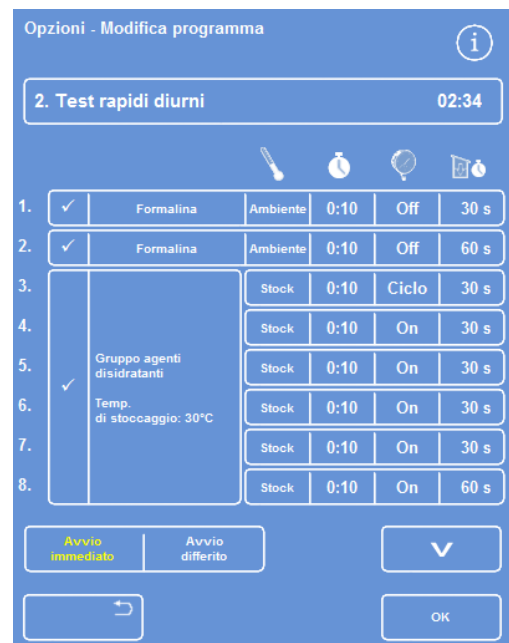 Opzioni - Modifica programma
i
2. Test rapidi diurni 02:34
1. ✓ Formalina Ambiente 0:10 Off 30 s
2. ✓ Formalina Ambiente 0:10 Off 60 s
3. Stock 0:10 Ciclo 30 s
4. Stock 0:10 On 30 s
5. Stock 0:10 On 30 s
6. Stock 0:10 On 30 s
7. Stock 0:10 On 30 s
8. Stock 0:10 On 60 s
✓ Gruppo agenti
disidratanti
Temp.
di stoccaggio: 30°C
Avvio
immediato
Avvio
differito
OK